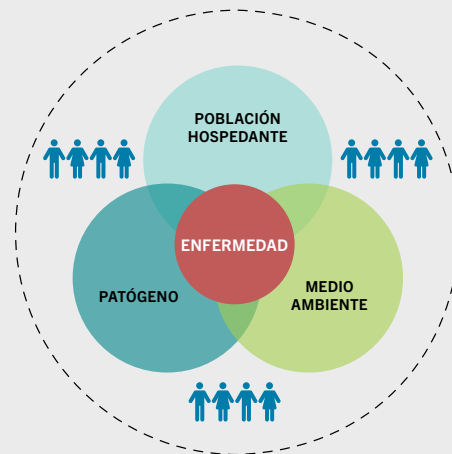 POBLACIÓN
HOSPEDANTE
ENFERMEDAD
PATÓGENO
MEDIO
AMBIENTE